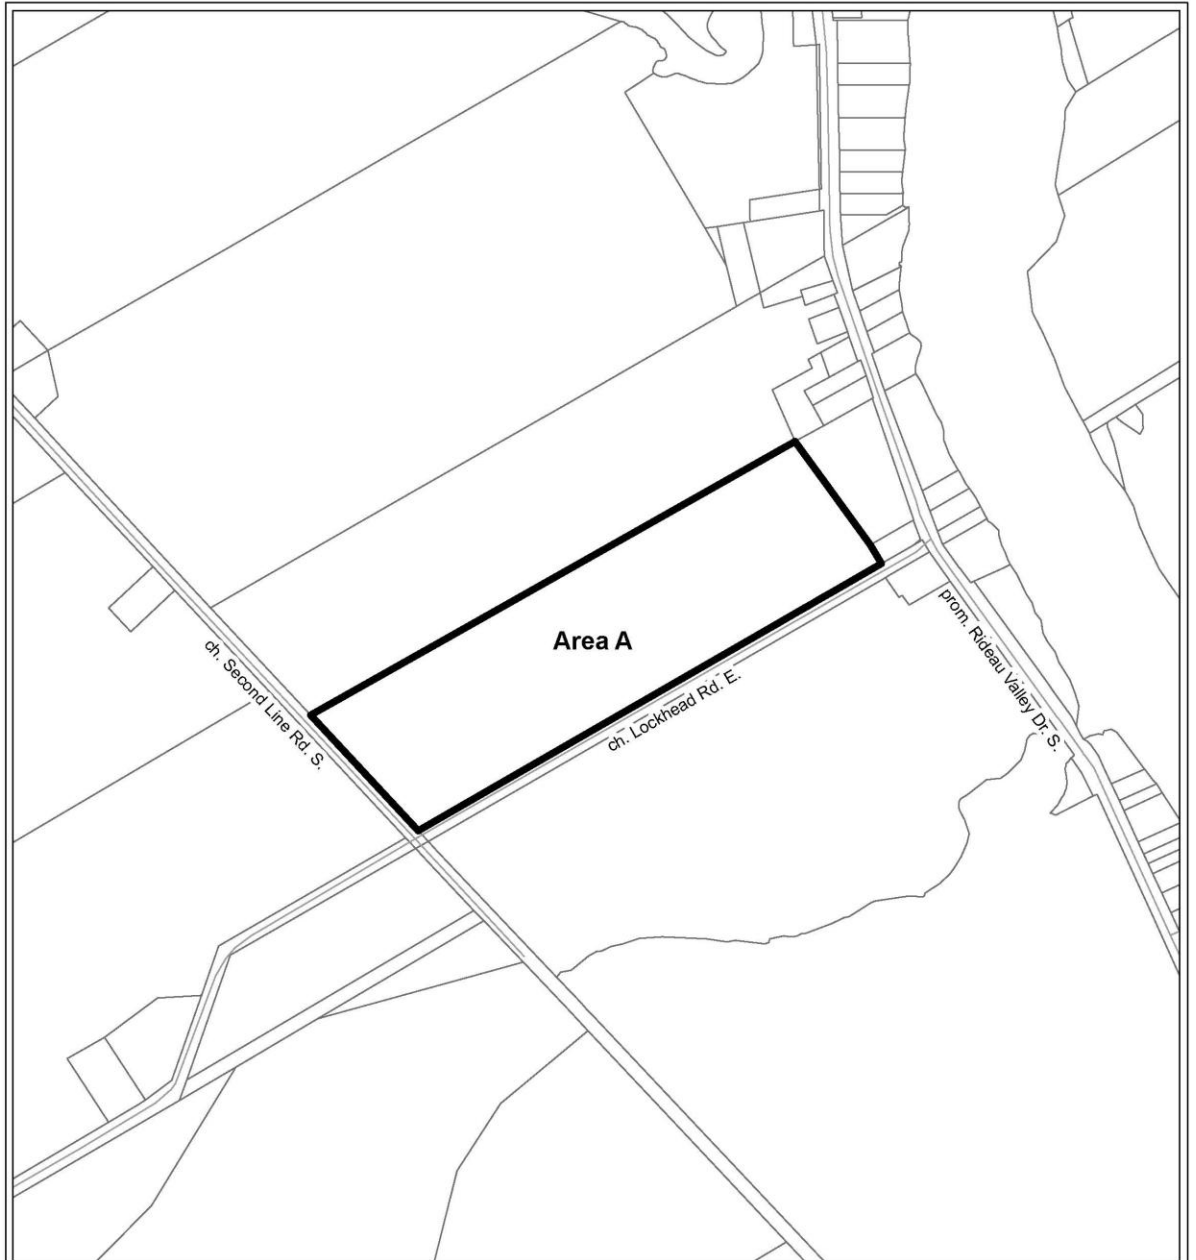 Area A
ch. Second Line Rd. S.
ch. Lockhead Rd. E.
prom. Rideau Valley Dr. S.